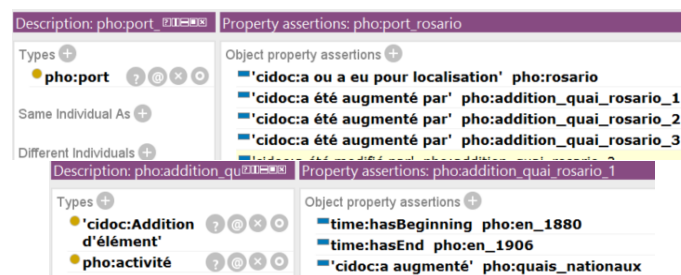 Description: pho:port_
Property assertions: pho:port_rosario
Types
Object property assertions
pho:port
'cidoc:a ou a eu pour localisation' pho:rosario
'cidoc:a été augmenté par' pho:addition_quai_rosario_1
Same Individual As
'cidoc:a été augmenté par' pho:addition_quai_rosario_2
'cidoc:a été augmenté par' pho:addition_quai_rosario_3
Different Individuals
Description: pho:addition_qu
Property assertions: pho:addition_quai_rosario_1
Types
Object property assertions
'cidoc:Addition
d'élément'
time:hasBeginning pho:en_1880
time:hasEnd pho:en_1906
pho:activité
'cidoc:a augmenté' pho:quais_nationaux